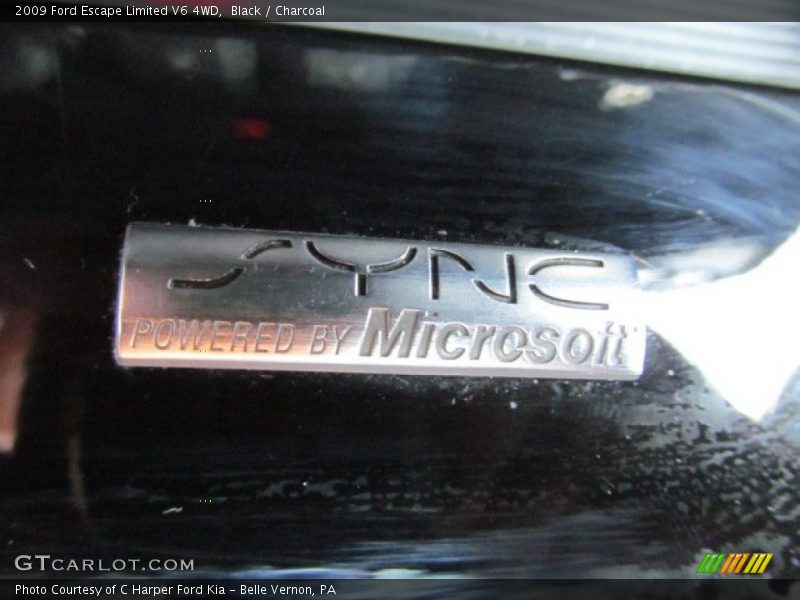 2009 Ford Escape Limited V6 4WD, Black / Charcoal
SYNC
POWERED BY Microsoft
GTCARLOT.COM
Photo Courtesy of C Harper Ford Kia - Belle Vernon, PA